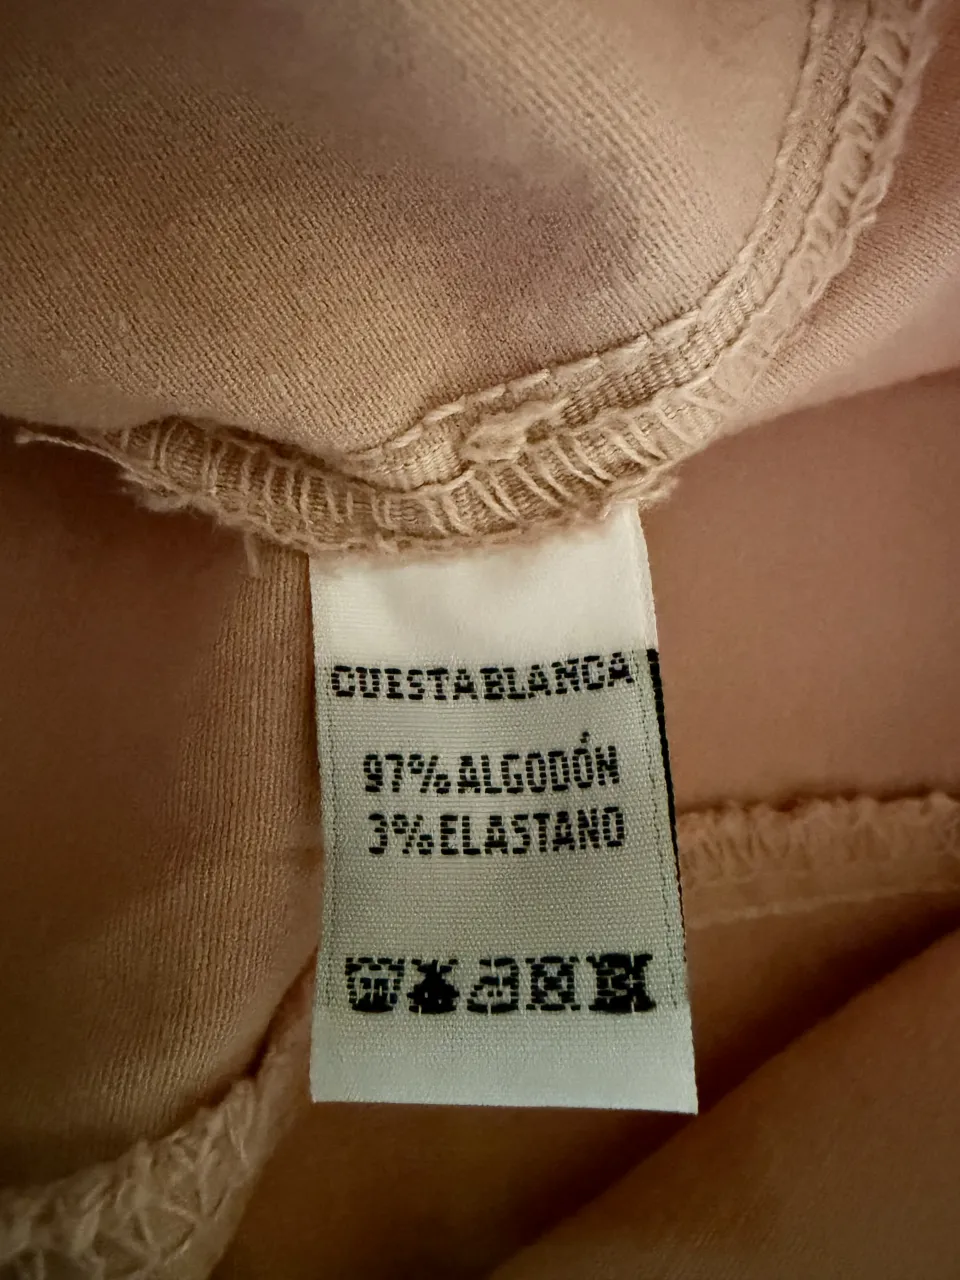 CUESTABLANCA
97% ALGODÓN
3% ELASTANO